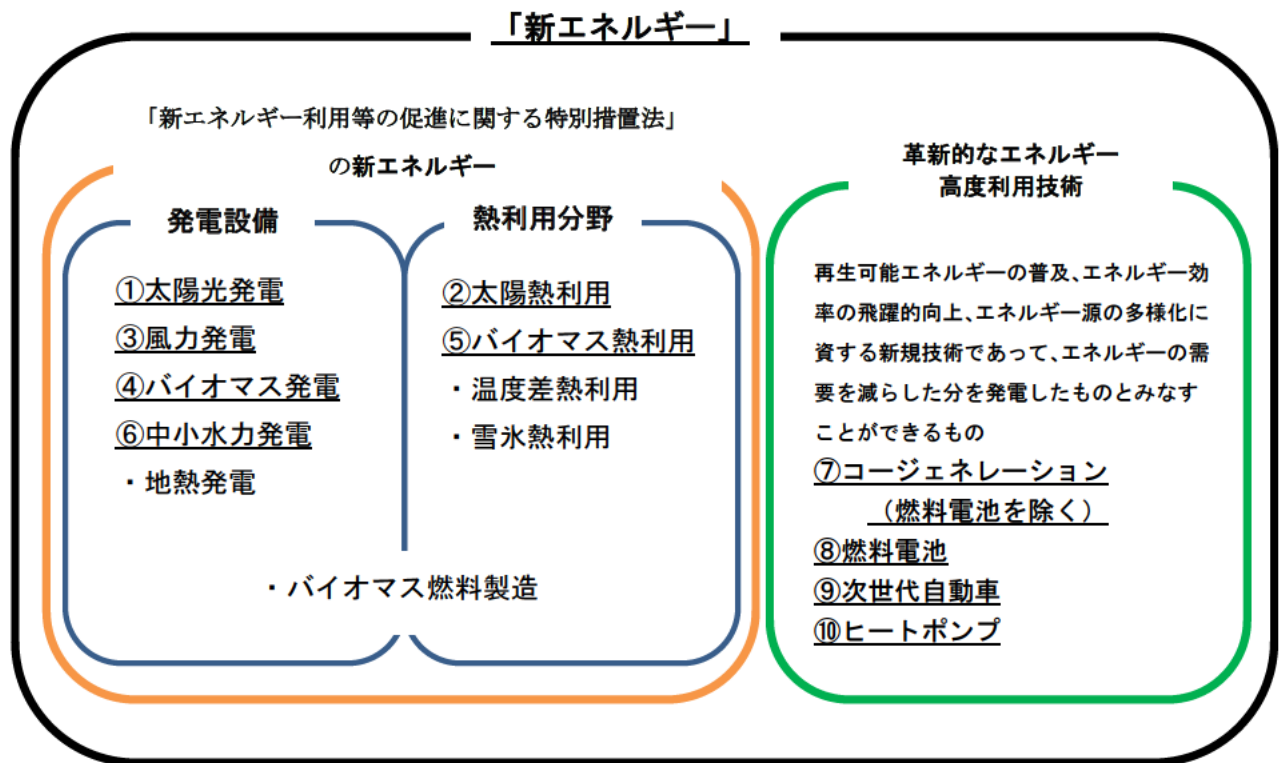 「新エネルギー」
「新エネルギー利用等の促進に関する特別措置法」
の新エネルギー
発電設備
①太陽光発電
③風力発電
④バイオマス発電
⑥中小水力発電
・地熱発電
熱利用分野
②太陽熱利用
⑤バイオマス熱利用
・温度差熱利用
・雪氷熱利用
・バイオマス燃料製造
革新的なエネルギー
高度利用技術
再生可能エネルギーの普及、エネルギー効
率の飛躍的向上、エネルギー源の多様化に
資する新規技術であって、エネルギーの需
要を減らした分を発電したものとみなす
ことができるもの
⑦コージェネレーション
（燃料電池を除く）
⑧燃料電池
⑨次世代自動車
⑩ヒートポンプ